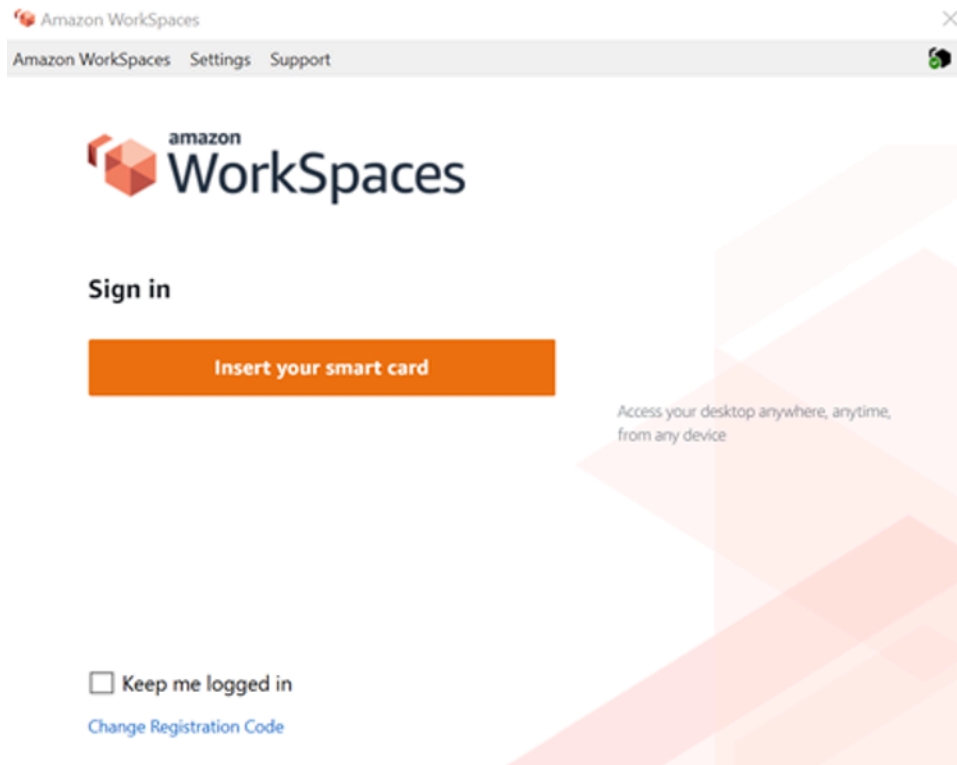 Amazon WorkSpaces
Amazon WorkSpaces Settings Support
amazon
WorkSpaces
Sign in
Insert your smart card
Access your desktop anywhere, anytime,
from any device
Keep me logged in
Change Registration Code